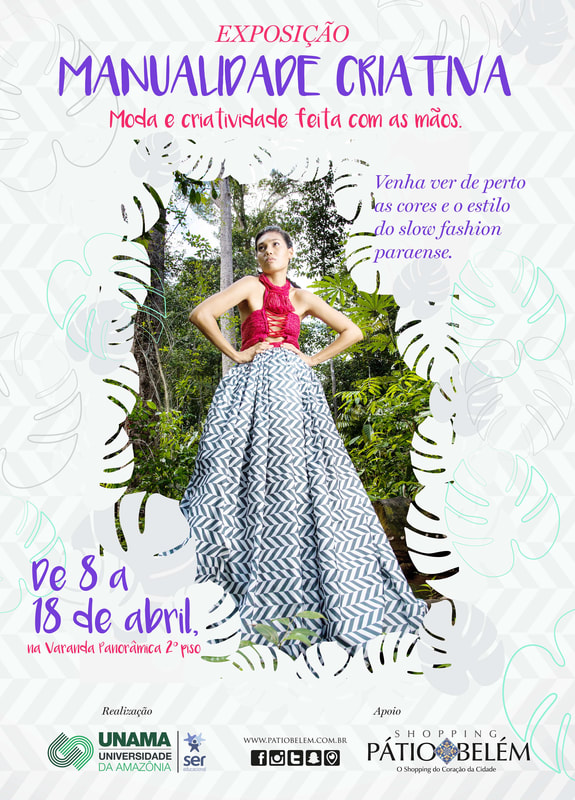 EXPOSIÇÃO
MANUALIDADE CRIATIVA
Moda e criatividade feita com as mãos.
Venha ver de perto
as cores e o estilo
do slow fashion
paraense.
De 8 a
18 de abril,
na Varanda Panorâmica 2º piso
Realização
UNAMA
UNIVERSIDADE
DA AMAZÔNIA
ser
educacional
WWW.PATIOBELEM.COM.BR
Apoio
SHOPPING
PÁTIO BELÉM
O Shopping do Coração da Cidade